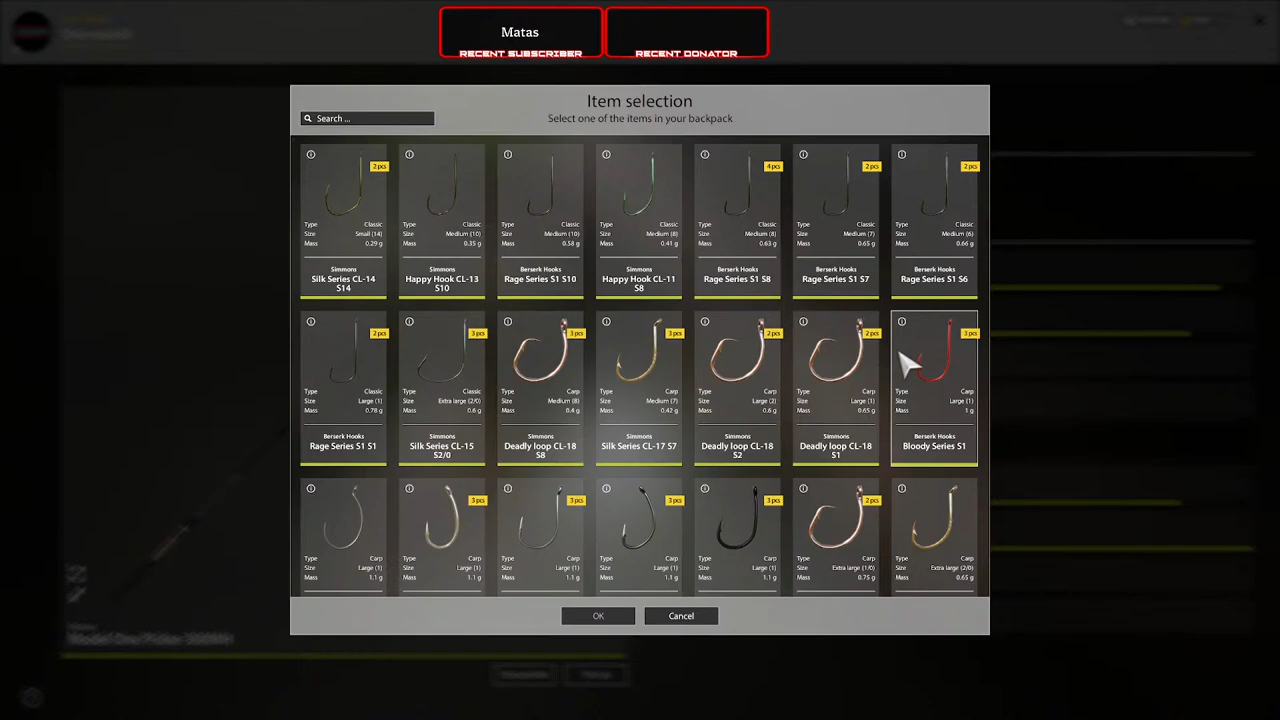 Matas
RECENT SUBSCRIBER
RECENT DONATOR
Item selection
Search ...
Select one of the items in your backpack
2 pcs
Type Classic
Size Small (14)
Mass 0.29 g
Simmons
Silk Series CL-14
S14
Type Classic
Size Medium (10)
Mass 0.35 g
Simmons
Happy Hook CL-13
S10
Type Classic
Size Medium (10)
Mass 0.58 g
Berserk Hooks
Rage Series S1 S10
Type Classic
Size Medium (8)
Mass 0.41 g
Simmons
Happy Hook CL-11
S8
4 pcs
Type Classic
Size Medium (8)
Mass 0.63 g
Berserk Hooks
Rage Series S1 S8
2 pcs
Type Classic
Size Medium (7)
Mass 0.65 g
Berserk Hooks
Rage Series S1 S7
2 pcs
Type Classic
Size Medium (6)
Mass 0.66 g
Berserk Hooks
Rage Series S1 S6
2 pcs
Type Classic
Size Large (1)
Mass 0.78 g
Berserk Hooks
Rage Series S1 S1
3 pcs
Type Classic
Size Extra large (2/0)
Mass 0.6 g
Simmons
Silk Series CL-15
S2/0
3 pcs
Type Carp
Size Medium (8)
Mass 0.4 g
Simmons
Deadly loop CL-18
S8
3 pcs
Type Carp
Size Medium (7)
Mass 0.42 g
Simmons
Silk Series CL-17 S7
2 pcs
Type Carp
Size Large (2)
Mass 0.6 g
Simmons
Deadly loop CL-18
S2
2 pcs
Type Carp
Size Large (1)
Mass 0.65 g
Simmons
Deadly loop CL-18
S1
3 pcs
Type Carp
Size Large (1)
Mass 1 g
Berserk Hooks
Bloody Series S1
Type Carp
Size Large (1)
Mass 1.1 g
3 pcs
Type Carp
Size Large (1)
Mass 1.1 g
3 pcs
Type Carp
Size Large (1)
Mass 1.1 g
3 pcs
Type Carp
Size Large (1)
Mass 1.1 g
3 pcs
Type Carp
Size Large (1)
Mass 1.1 g
2 pcs
Type Carp
Size Extra large (1/0)
Mass 0.75 g
Type Carp
Size Extra large (2/0)
Mass 0.65 g
OK
Cancel